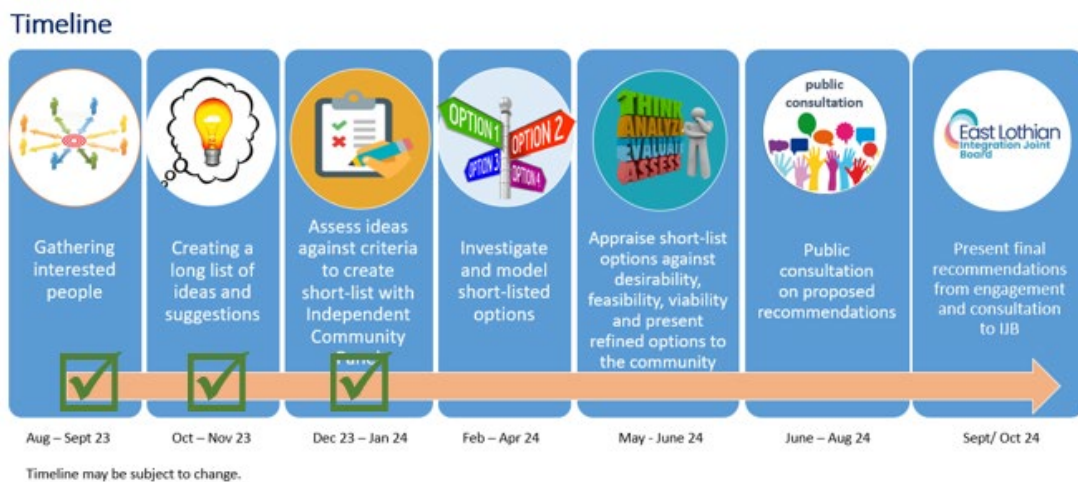 Timeline
Gathering
interested
people
Creating a
long list of
ideas and
suggestions
Assess ideas
against criteria
to create
short-list with
Independent
Community
Panel
OPTION 1
OPTION 2
OPTION 3
OPTION 4
Investigate
and model
short-listed
options
THINK
ANALYZE
EVALUATE
ASSESS
Appraise short-list
options against
desirability,
feasibility, viability
and present
refined options to
the community
public
consultation
Public
consultation
on proposed
recommendations
East Lothian
Integration Joint
Board
Present final
recommendations
from engagement
and consultation
to IJB
Aug – Sept 23
Oct – Nov 23
Dec 23 – Jan 24
Feb – Apr 24
May - June 24
June – Aug 24
Sept/ Oct 24
Timeline may be subject to change.